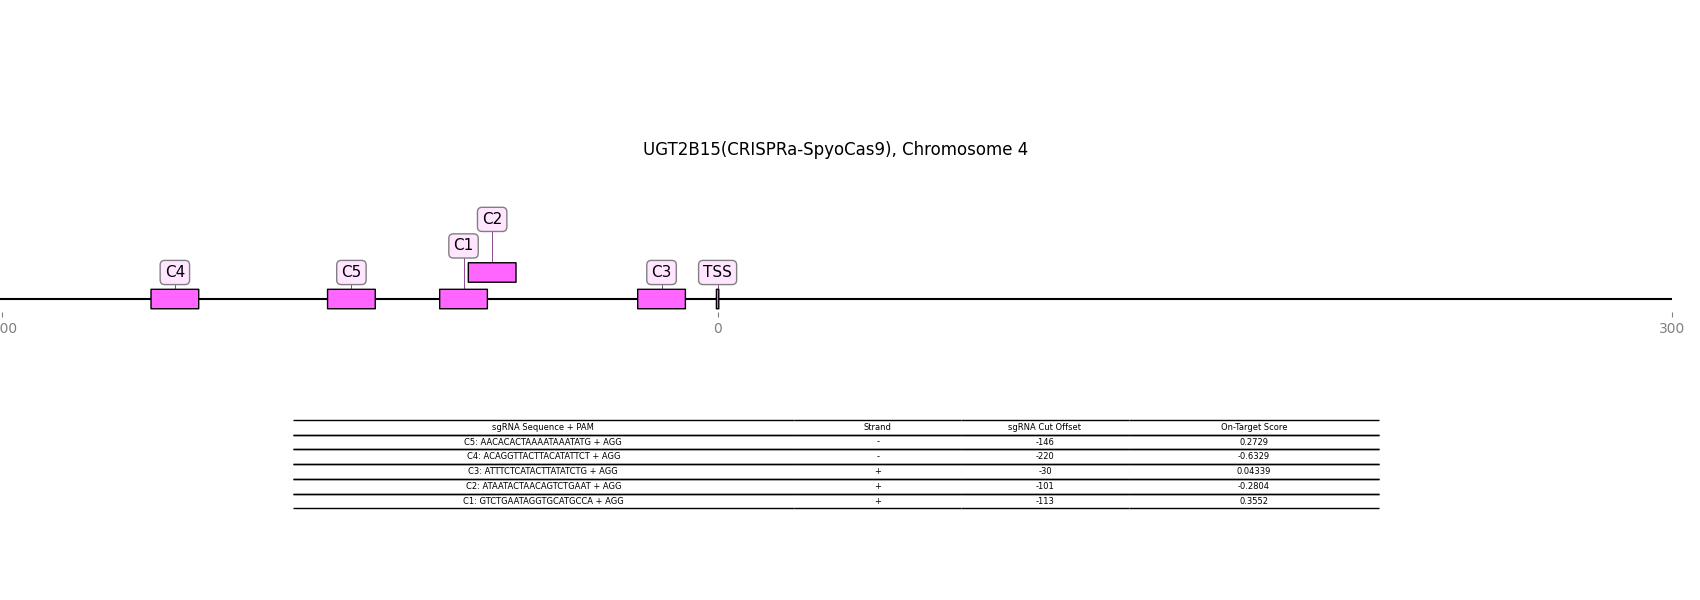 UGT2B15(CRISPRa-SpyoCas9), Chromosome 4
C2
C1
C4 C5 C3 TSS
00 0 300
sgRNA Sequence + PAM Strand sgRNA Cut Offset On-Target Score
C5: AACACACTAAAATAAATATG + AGG - -146 0.2729
C4: ACAGGTTACTTACATATTCT + AGG - -220 -0.6329
C3: ATTTCTCATACTTATATCTG + AGG + -30 0.04339
C2: ATAATACTAACAGTCTGAAT + AGG + -101 -0.2804
C1: GTCTGAATAGGTGCATGCCA + AGG + -113 0.3552